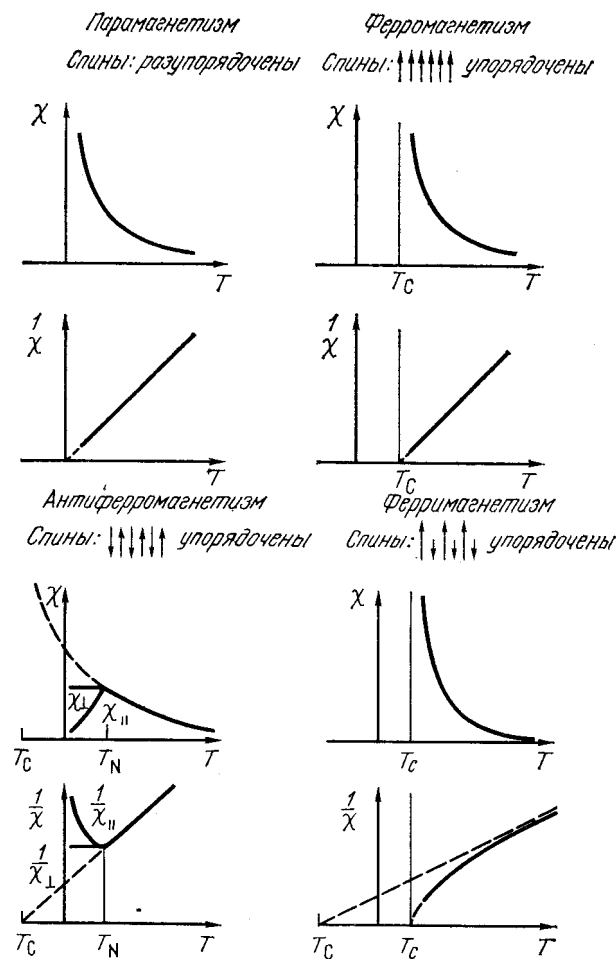 Парамагнетизм
Спины: разупорядочены
χ
T
1/χ
T
Ферромагнетизм
Спины: ↑↑↑↑↑↑ упорядочены
χ
T_C
T
1/χ
T_C
T
Антиферромагнетизм
Спины: ↓↑↓↑↓↑ упорядочены
χ
χ⊥
χ||
T_C
T_N
T
1/χ
1/χ||
1/χ⊥
T_C
T_N
T
Ферримагнетизм
Спины: ↑↓↑↓↑↓ упорядочены
χ
T_c
T
1/χ
T_C
T_c
T